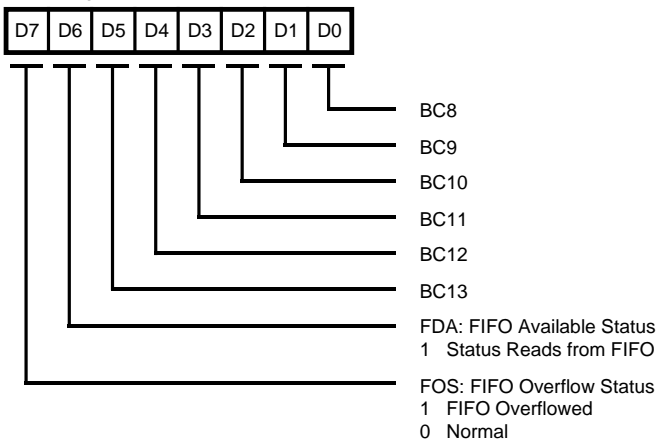 D7 D6 D5 D4 D3 D2 D1 D0
BC8
BC9
BC10
BC11
BC12
BC13
FDA: FIFO Available Status
1 Status Reads from FIFO
FOS: FIFO Overflow Status
1 FIFO Overflowed
0 Normal